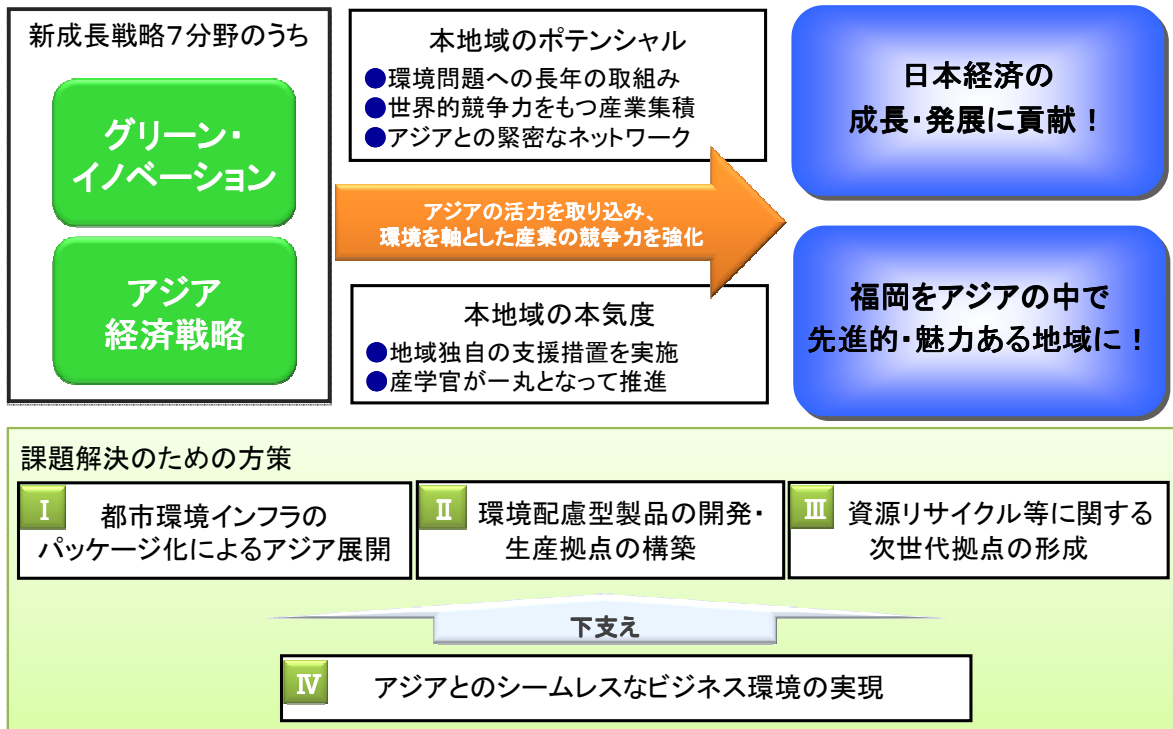 新成長戦略７分野のうち
グリーン・
イノベーション
アジア
経済戦略
本地域のポテンシャル
●環境問題への長年の取組み
●世界的競争力をもつ産業集積
●アジアとの緊密なネットワーク
アジアの活力を取り込み、
環境を軸とした産業の競争力を強化
本地域の本気度
●地域独自の支援措置を実施
●産学官が一丸となって推進
日本経済の
成長・発展に貢献！
福岡をアジアの中で
先進的・魅力ある地域に！
課題解決のための方策
Ⅰ 都市環境インフラの
パッケージ化によるアジア展開
Ⅱ 環境配慮型製品の開発・
生産拠点の構築
Ⅲ 資源リサイクル等に関する
次世代拠点の形成
下支え
Ⅳ アジアとのシームレスなビジネス環境の実現